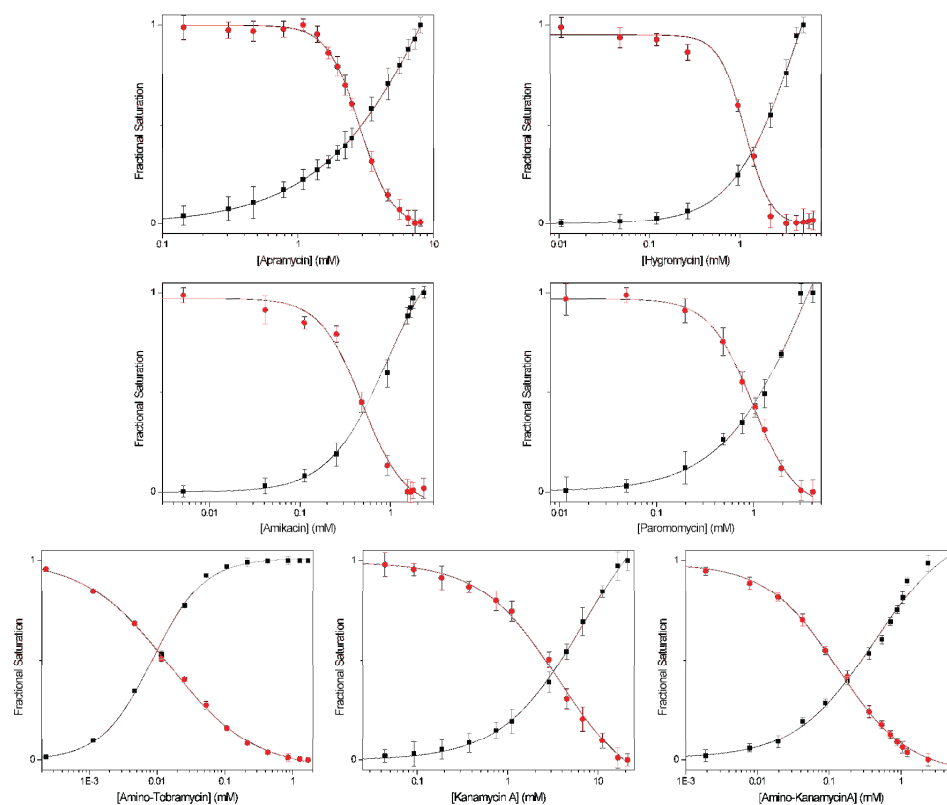 1
Fractional Saturation
0
0.1
1
10
[Apramycin] (mM)
1
Fractional Saturation
0
0.01
0.1
1
[Hygromycin] (mM)
1
Fractional Saturation
0
0.01
0.1
1
[Amikacin] (mM)
1
Fractional Saturation
0
0.01
0.1
1
[Paromomycin] (mM)
1
Fractional Saturation
0
1E-3
0.01
0.1
1
[Amino-Tobramycin] (mM)
1
Fractional Saturation
0
0.1
1
10
[Kanamycin A] (mM)
1
Fractional Saturation
0
1E-3
0.01
0.1
1
[Amino-KanamycinA] (mM)